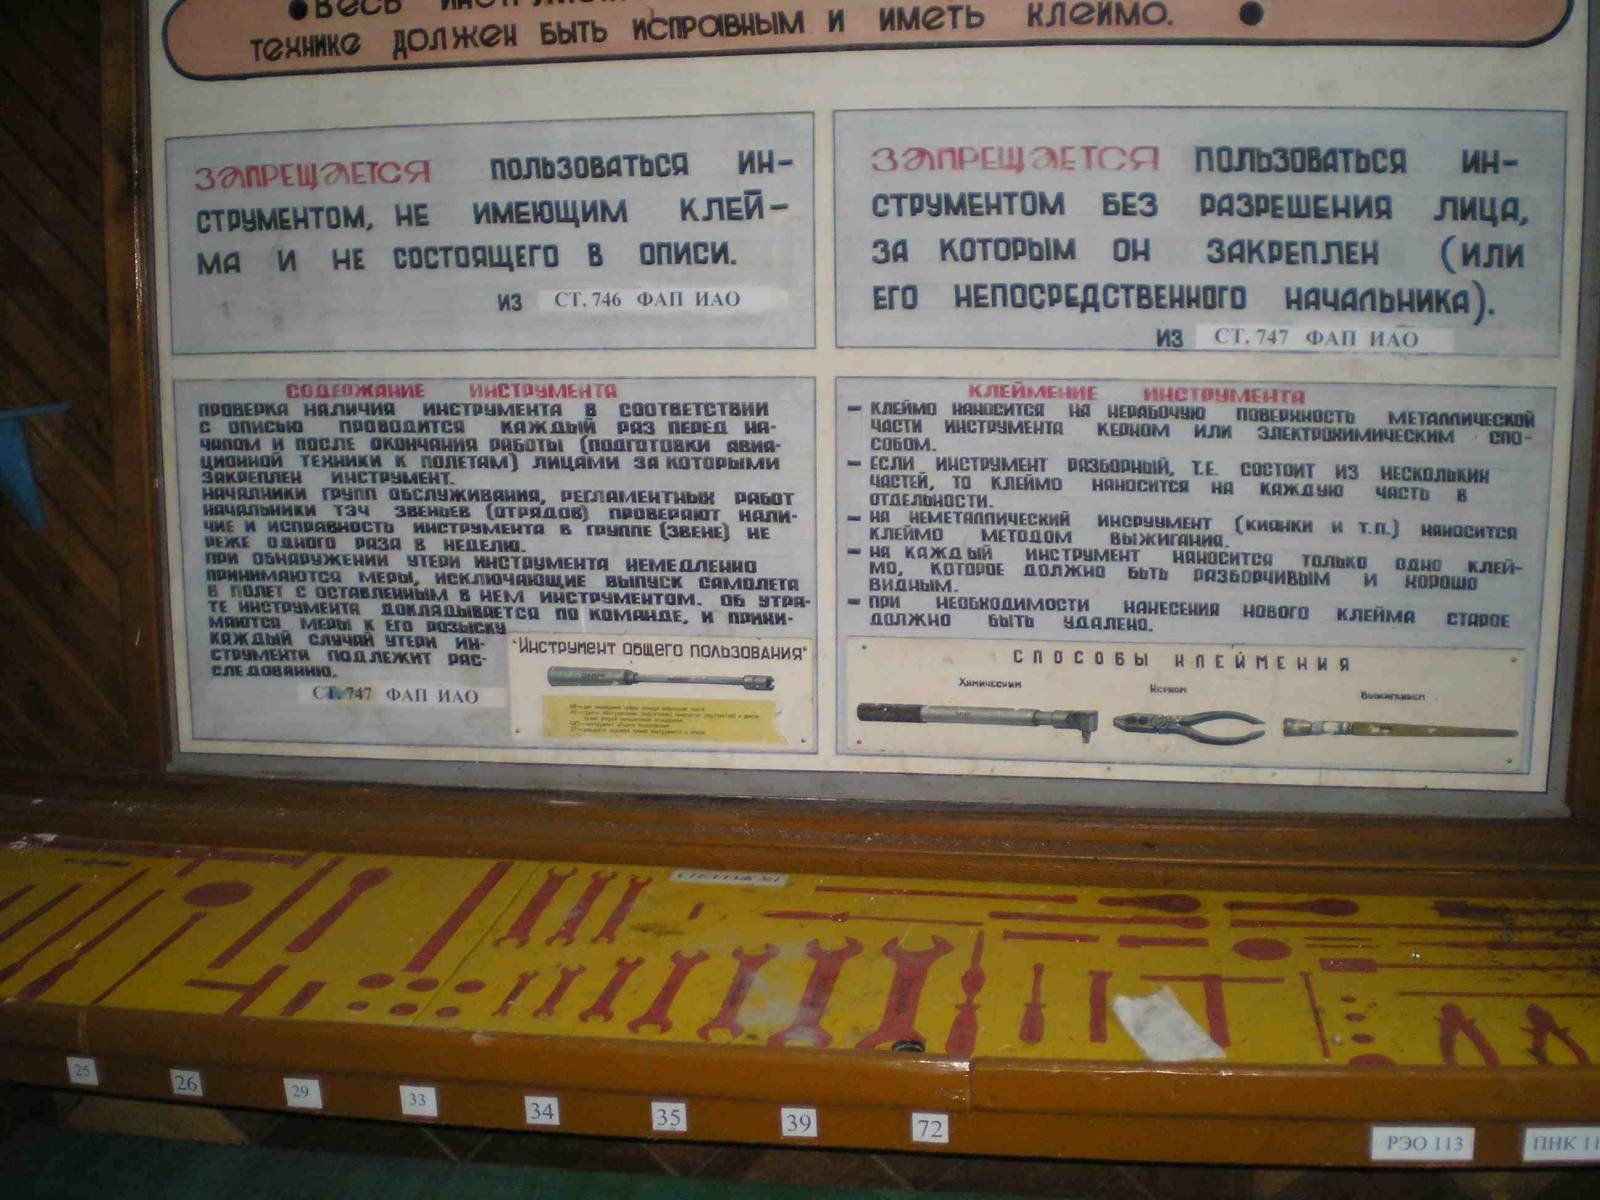 ● Весь
технике должен быть исправным и иметь клеймо. ●
ЗАПРЕЩАЕТСЯ ПОЛЬЗОВАТЬСЯ ИН-
СТРУМЕНТОМ, НЕ ИМЕЮЩИМ КЛЕЙ-
МА И НЕ СОСТОЯЩЕГО В ОПИСИ.
ИЗ СТ. 746 ФАП ИАО
ЗАПРЕЩАЕТСЯ ПОЛЬЗОВАТЬСЯ ИН-
СТРУМЕНТОМ БЕЗ РАЗРЕШЕНИЯ ЛИЦА,
ЗА КОТОРЫМ ОН ЗАКРЕПЛЕН (ИЛИ
ЕГО НЕПОСРЕДСТВЕННОГО НАЧАЛЬНИКА).
ИЗ СТ. 747 ФАП ИАО
СОДЕРЖАНИЕ ИНСТРУМЕНТА
ПРОВЕРКА НАЛИЧИЯ ИНСТРУМЕНТА В СООТВЕТСТВИИ
С ОПИСЬЮ ПРОВОДИТСЯ КАЖДЫЙ РАЗ ПЕРЕД НА-
ЧАЛОМ И ПОСЛЕ ОКОНЧАНИЯ РАБОТЫ (ПОДГОТОВКИ АВИА-
ЦИОННОЙ ТЕХНИКИ К ПОЛЕТАМ) ЛИЦАМИ ЗА КОТОРЫМИ
ЗАКРЕПЛЕН ИНСТРУМЕНТ.
НАЧАЛЬНИКИ ГРУПП ОБСЛУЖИВАНИЯ, РЕГЛАМЕНТНЫХ РАБОТ
НАЧАЛЬНИКИ ТЭЧ ЗВЕНЬЕВ (ОТРЯДОВ) ПРОВЕРЯЮТ НАЛИ-
ЧИЕ И ИСПРАВНОСТЬ ИНСТРУМЕНТА В ГРУППЕ (ЗВЕНЕ) НЕ
РЕЖЕ ОДНОГО РАЗА В НЕДЕЛЮ.
ПРИ ОБНАРУЖЕНИИ УТЕРИ ИНСТРУМЕНТА НЕМЕДЛЕННО
ПРИНИМАЮТСЯ МЕРЫ, ИСКЛЮЧАЮЩИЕ ВЫПУСК САМОЛЕТА
В ПОЛЕТ С ОСТАВЛЕННЫМ В НЕМ ИНСТРУМЕНТОМ. ОБ УТРА-
ТЕ ИНСТРУМЕНТА ДОКЛАДЫВАЕТСЯ ПО КОМАНДЕ, И ПРИНИ-
МАЮТСЯ МЕРЫ К ЕГО РОЗЫСКУ
КАЖДЫЙ СЛУЧАЙ УТЕРИ ИН-
СТРУМЕНТА ПОДЛЕЖИТ РАС-
СЛЕДОВАНИЮ.
СТ. 747 ФАП ИАО
"Инструмент общего пользования"
КЛЕЙМЕНИЕ ИНСТРУМЕНТА
- КЛЕЙМО НАНОСИТСЯ НА НЕРАБОЧУЮ ПОВЕРХНОСТЬ МЕТАЛЛИЧЕСКОЙ
ЧАСТИ ИНСТРУМЕНТА КЕРНОМ ИЛИ ЭЛЕКТРОХИМИЧЕСКИМ СПО-
СОБОМ.
- ЕСЛИ ИНСТРУМЕНТ РАЗБОРНЫЙ, Т.Е. СОСТОИТ ИЗ НЕСКОЛЬКИХ
ЧАСТЕЙ, ТО КЛЕЙМО НАНОСИТСЯ НА КАЖДУЮ ЧАСТЬ В
ОТДЕЛЬНОСТИ.
- НА НЕМЕТАЛЛИЧЕСКИЙ ИНСРУУМЕНТ (КИЯНКИ И Т.П.) НАНОСИТСЯ
КЛЕЙМО МЕТОДОМ ВЫЖИГАНИЯ.
- НА КАЖДЫЙ ИНСТРУМЕНТ НАНОСИТСЯ ТОЛЬКО ОДНО КЛЕЙ-
МО, КОТОРОЕ ДОЛЖНО БЫТЬ РАЗБОРЧИВЫМ И ХОРОШО
ВИДНЫМ.
- ПРИ НЕОБХОДИМОСТИ НАНЕСЕНИЯ НОВОГО КЛЕЙМА СТАРОЕ
ДОЛЖНО БЫТЬ УДАЛЕНО.
СПОСОБЫ КЛЕЙМЕНИЯ
Химическим Керном Выжиганием
СТЕЛЛАЖ №1
25 26 29 33 34 35 39 72 РЭО 113 ПНК 11